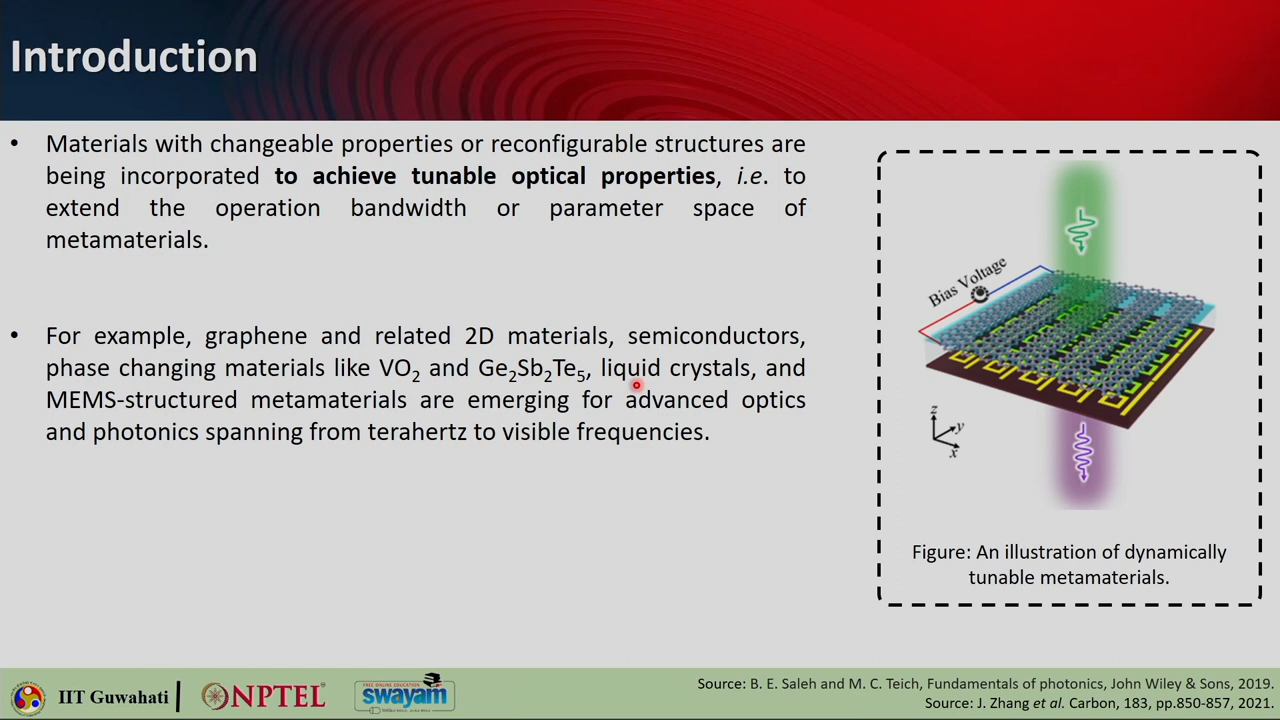 Introduction
• Materials with changeable properties or reconfigurable structures are
being incorporated to achieve tunable optical properties, i.e. to
extend the operation bandwidth or parameter space of
metamaterials.
• For example, graphene and related 2D materials, semiconductors,
phase changing materials like VO₂ and Ge₂Sb₂Te₅, liquid crystals, and
MEMS-structured metamaterials are emerging for advanced optics
and photonics spanning from terahertz to visible frequencies.
Bias Voltage
z
y
x
Figure: An illustration of dynamically
tunable metamaterials.
IIT Guwahati
NPTEL
FREE ONLINE EDUCATION
swayam
Source: B. E. Saleh and M. C. Teich, Fundamentals of photonics, John Wiley & Sons, 2019.
Source: J. Zhang et al. Carbon, 183, pp.850-857, 2021.